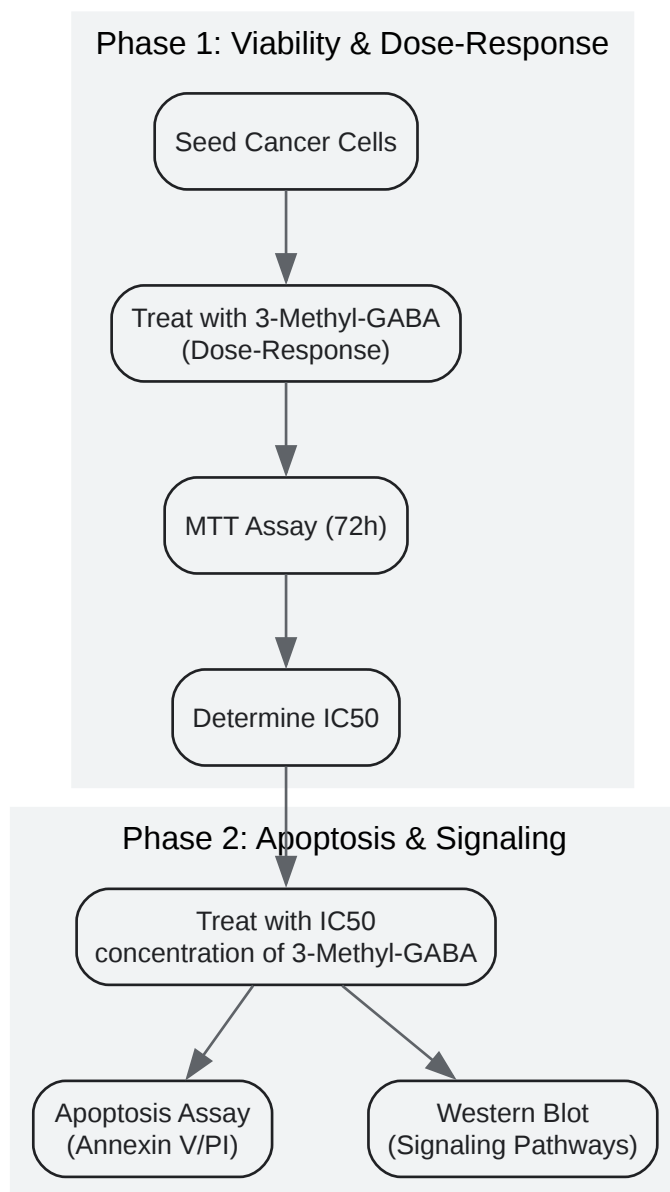 Phase 1: Viability & Dose-Response
Seed Cancer Cells
Treat with 3-Methyl-GABA
(Dose-Response)
MTT Assay (72h)
Determine IC50
Phase 2: Apoptosis & Signaling
Treat with IC50
concentration of 3-Methyl-GABA
Apoptosis Assay
(Annexin V/PI)
Western Blot
(Signaling Pathways)